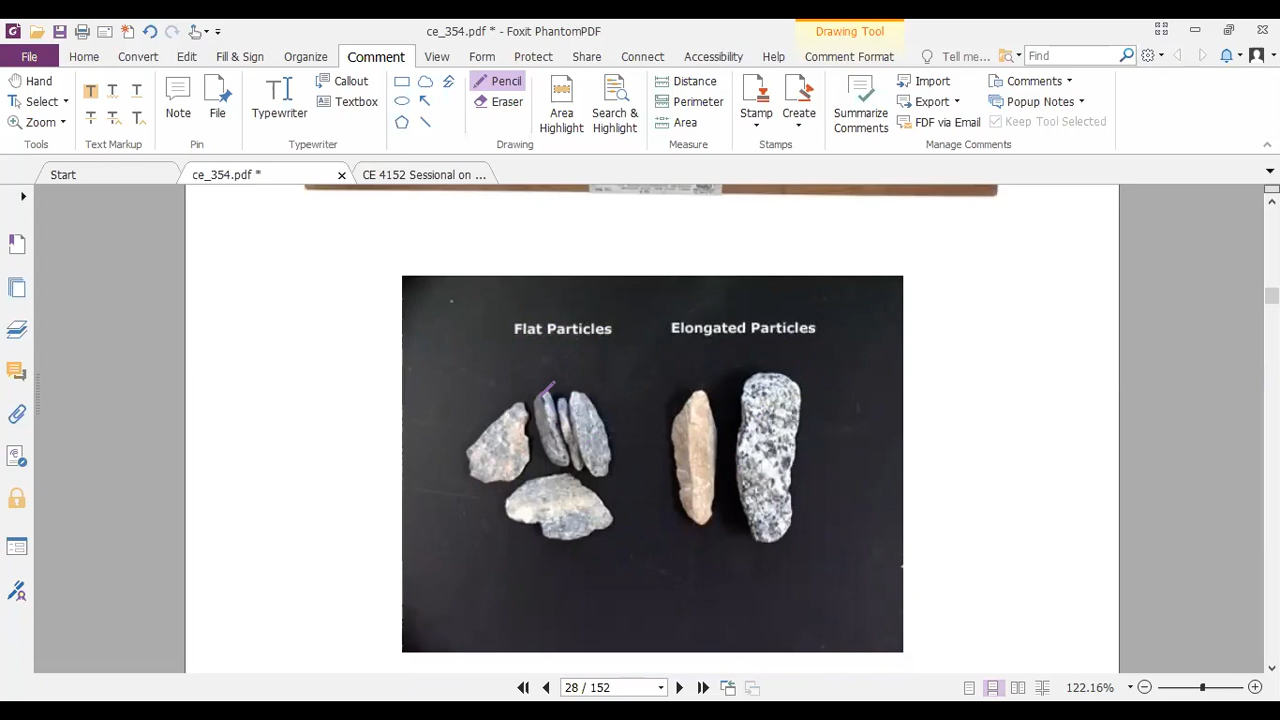 ce_354.pdf * - Foxit PhantomPDF
Drawing Tool
File Home Convert Edit Fill & Sign Organize Comment View Form Protect Share Connect Accessibility Help Comment Format Tell me... Find
Hand
Select
Zoom
Tools
Text Markup
Note
File
Pin
Typewriter
Callout
Textbox
Typewriter
Pencil
Eraser
Area Highlight
Search & Highlight
Drawing
Distance
Perimeter
Area
Measure
Stamp
Create
Stamps
Summarize Comments
Import
Export
FDF via Email
Comments
Popup Notes
Keep Tool Selected
Manage Comments
Start
ce_354.pdf *
CE 4152 Sessional on ...
Flat Particles
Elongated Particles
28 / 152
122.16%